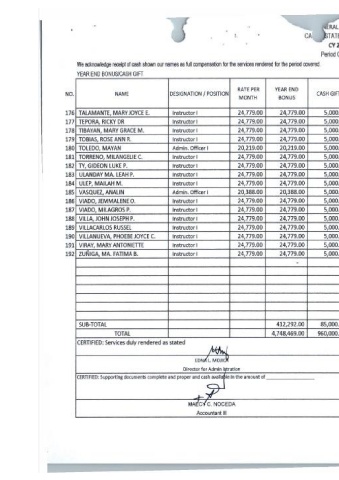 We acknowledge receipt of cash shown our names as full compensation for the services rendered for the period covered.
YEAR END BONUS/CASH GIFT
NO. NAME DESIGNATION / POSITION RATE PER MONTH YEAR END BONUS CASH GIFT
176 TALAMANTE, MARY JOYCE E. Instructor I 24,779.00 24,779.00 5,000.
177 TEPORA, RICKY DR Instructor I 24,779.00 24,779.00 5,000.
178 TIBAYAN, MARY GRACE M. Instructor I 24,779.00 24,779.00 5,000.
179 TOBIAS, ROSE ANN R. Instructor I 24,779.00 24,779.00 5,000.
180 TOLEDO, MAYAN Admin. Officer I 20,219.00 20,219.00 5,000.
181 TORRENO, MILANGELIE C. Instructor I 24,779.00 24,779.00 5,000.
182 TY, GIDEON LUKE P. Instructor I 24,779.00 24,779.00 5,000.
183 ULANDAY MA. LEAH P. Instructor I 24,779.00 24,779.00 5,000.
184 ULEP, MAILAH M. Instructor I 24,779.00 24,779.00 5,000.
185 VASQUEZ, ANALIN Admin. Officer I 20,388.00 20,388.00 5,000.
186 VIADO, JEMMALENE O. Instructor I 24,779.00 24,779.00 5,000.
187 VIADO, MILAGROS P. Instructor I 24,779.00 24,779.00 5,000.
188 VILLA, JOHN JOSEPH P. Instructor I 24,779.00 24,779.00 5,000.
189 VILLACARLOS RUSSEL Instructor I 24,779.00 24,779.00 5,000.
190 VILLANUEVA, PHOEBE JOYCE C. Instructor I 24,779.00 24,779.00 5,000.
191 VIRAY, MARY ANTOINETTE Instructor I 24,779.00 24,779.00 5,000.
192 ZUÑIGA, MA. FATIMA B. Instructor I 24,779.00 24,779.00 5,000.
-
SUB-TOTAL 412,292.00 85,000.
TOTAL 4,748,469.00 960,000.
CERTIFIED: Services duly rendered as stated
Director for Admin
CERTIFIED: Supporting documents complete and proper and cash available in the amount of
NOCEDA
Accountant III